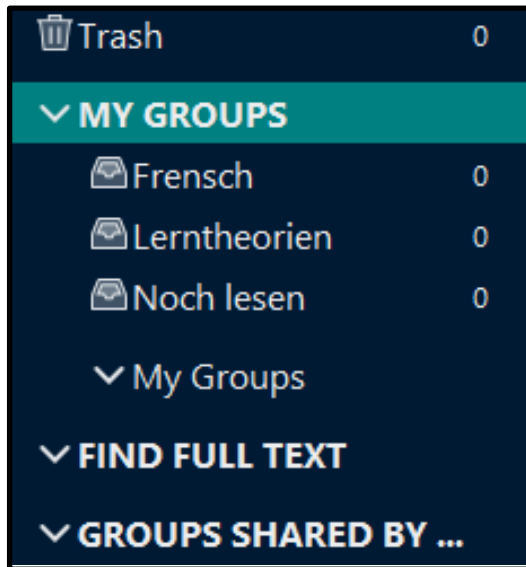 Trash 0
MY GROUPS
Frensch 0
Lerntheorien 0
Noch lesen 0
My Groups
FIND FULL TEXT
GROUPS SHARED BY ...